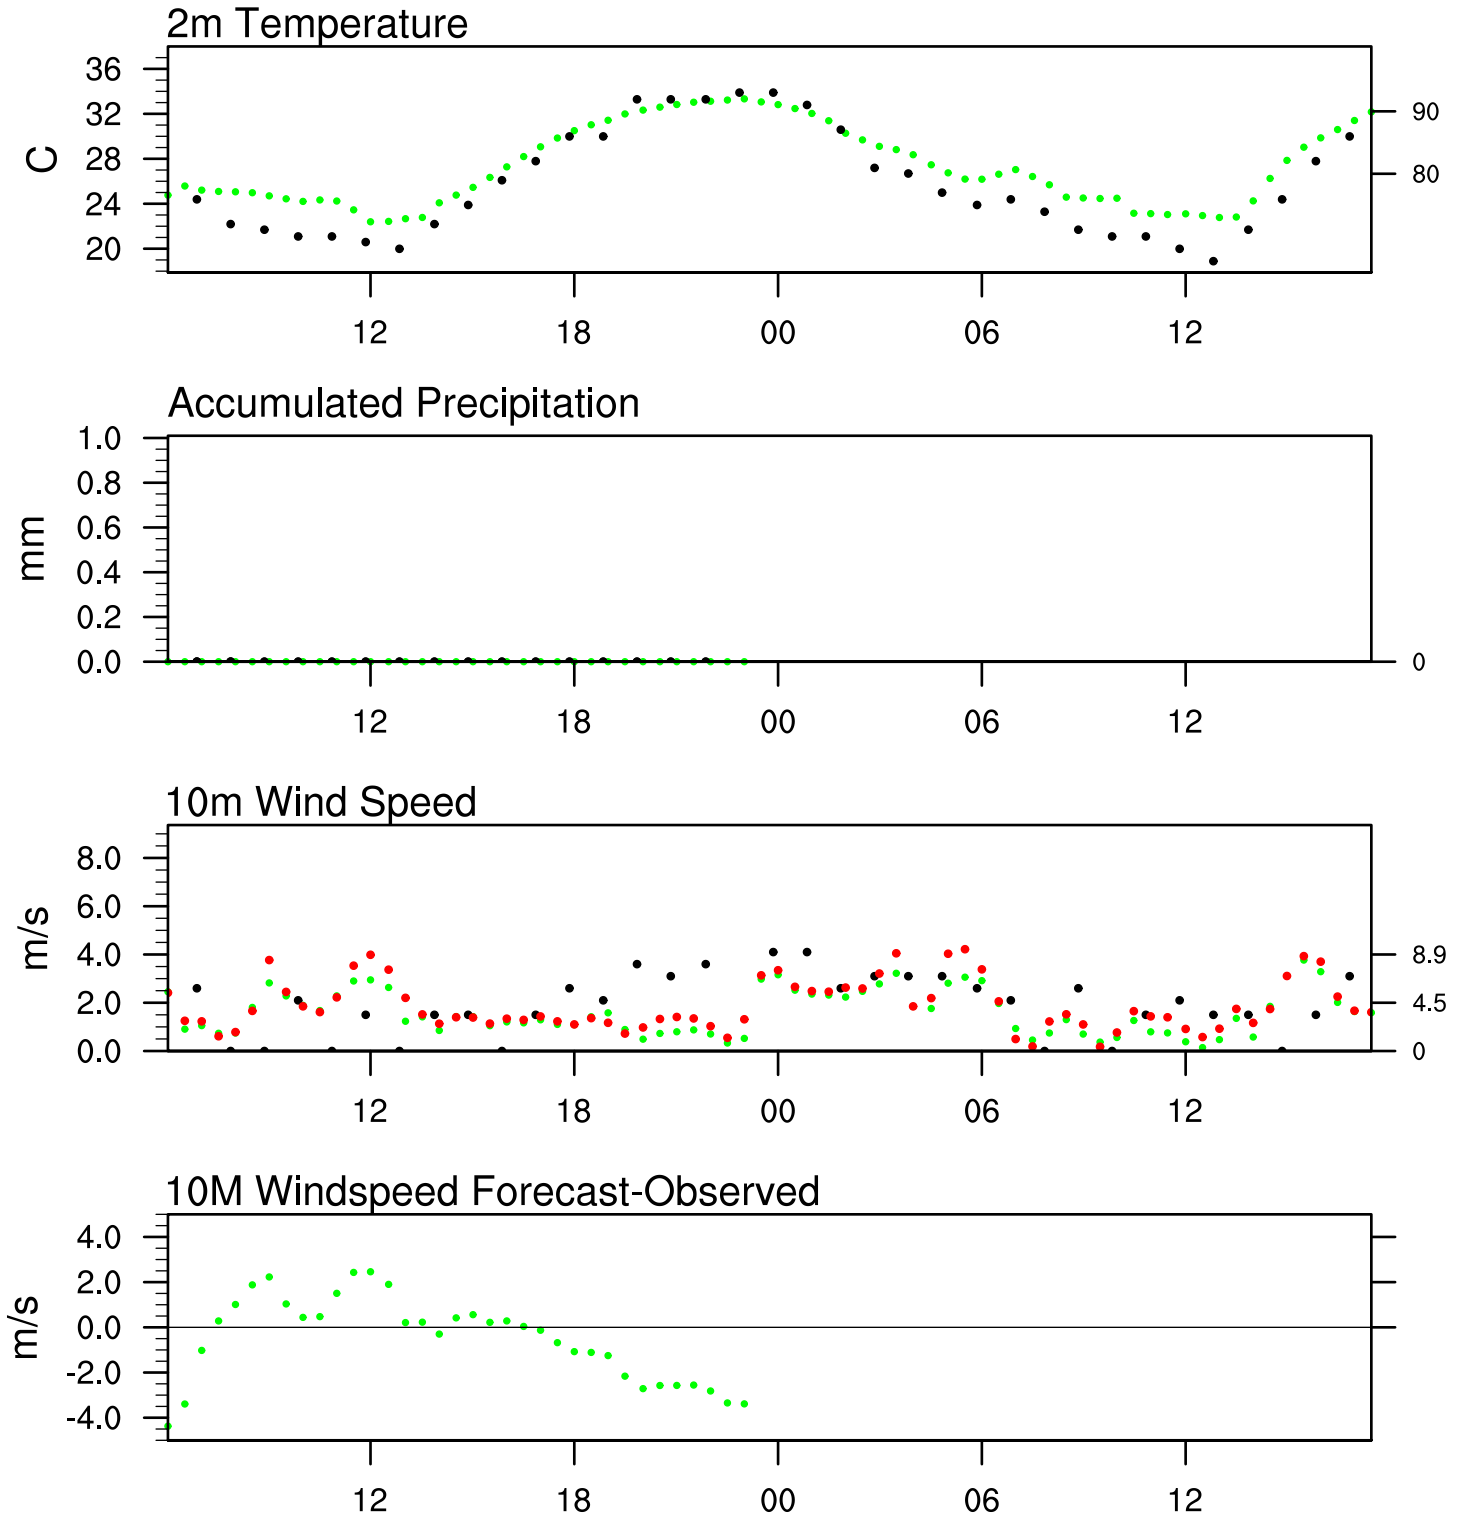 2m Temperature
36
32
28
24
20
C
90
80
12 18 00 06 12
Accumulated Precipitation
1.0
0.8
0.6
0.4
0.2
0.0
mm
0
12 18 00 06 12
10m Wind Speed
8.0
6.0
4.0
2.0
0.0
m/s
8.9
4.5
0
12 18 00 06 12
10M Windspeed Forecast-Observed
4.0
2.0
0.0
-2.0
-4.0
m/s
12 18 00 06 12